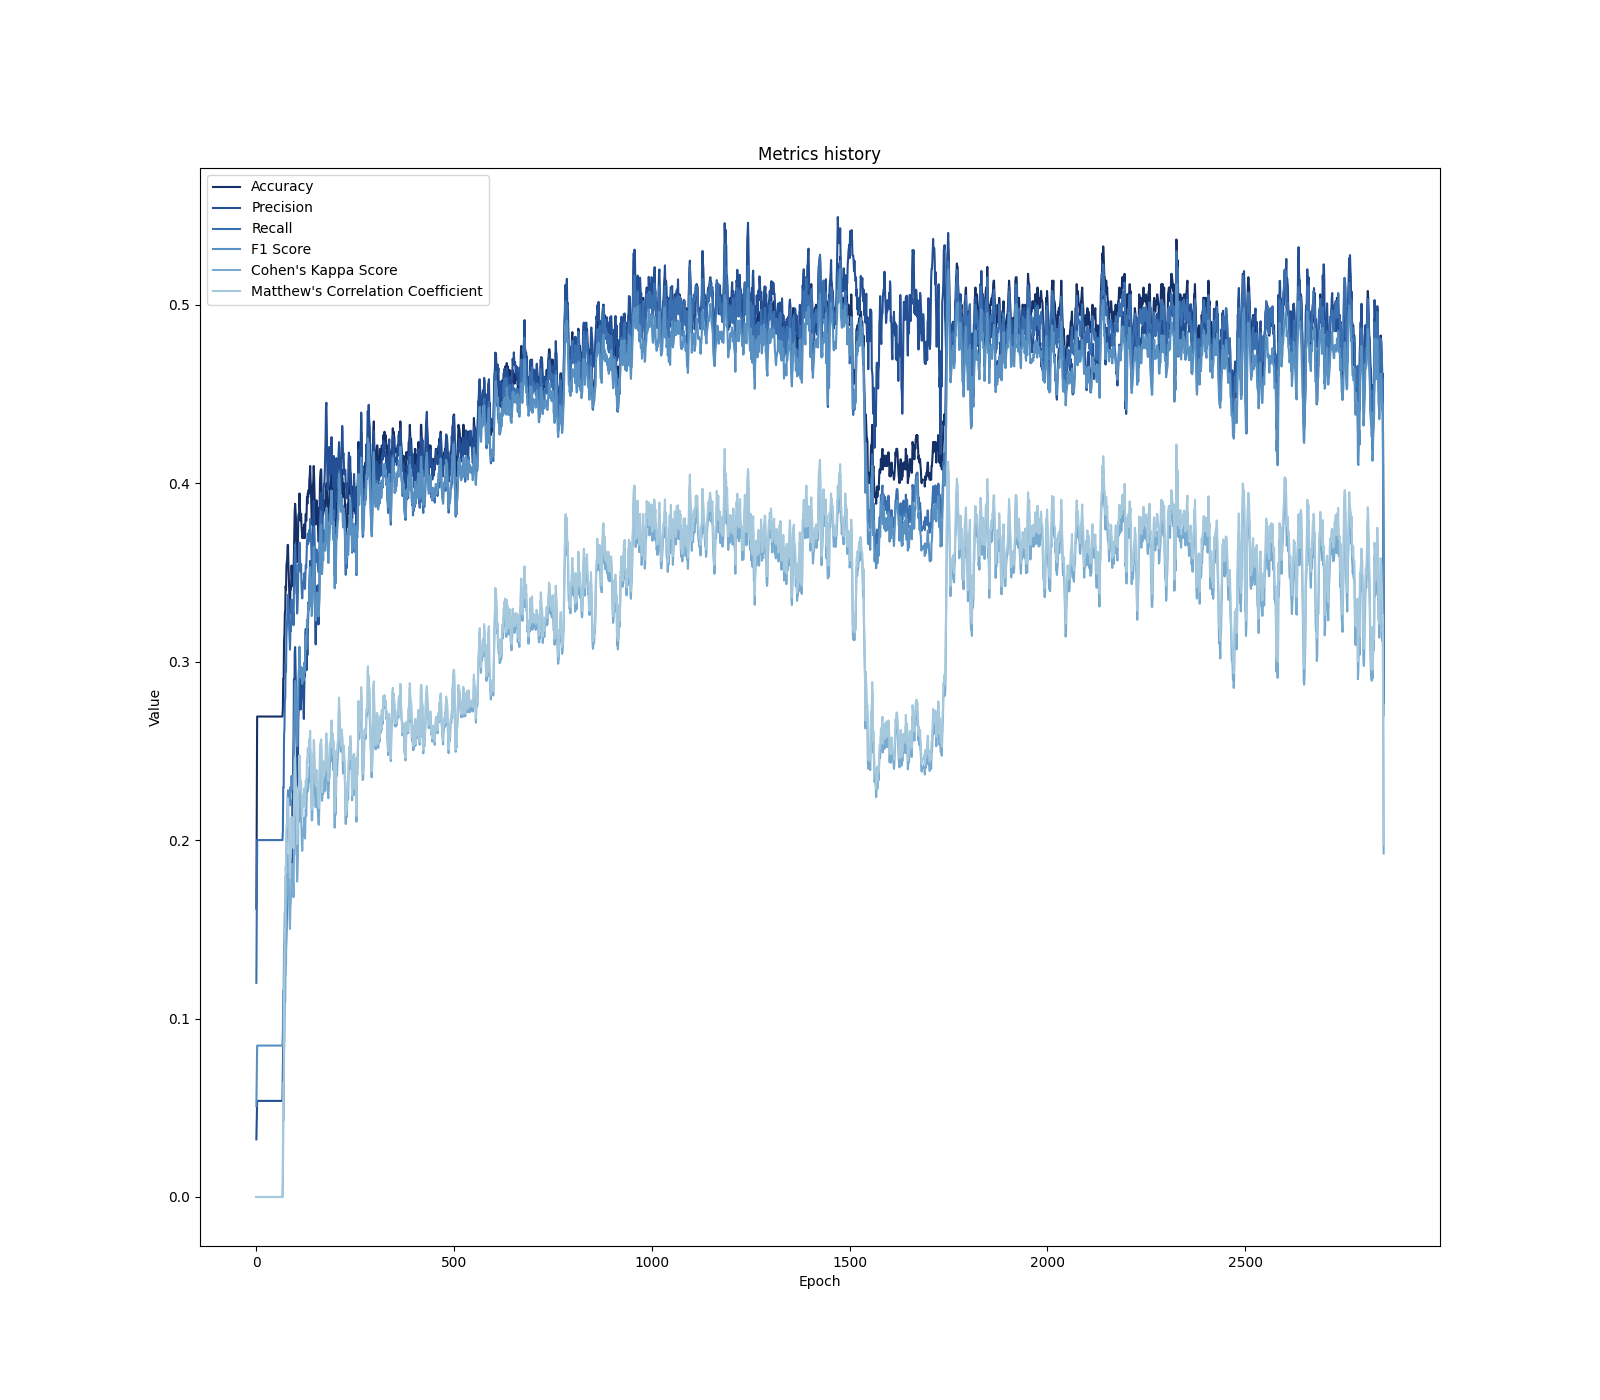 Metrics history
Accuracy
Precision
Recall
F1 Score
Cohen's Kappa Score
Matthew's Correlation Coefficient
Value
0.5
0.4
0.3
0.2
0.1
0.0
0 500 1000 1500 2000 2500
Epoch